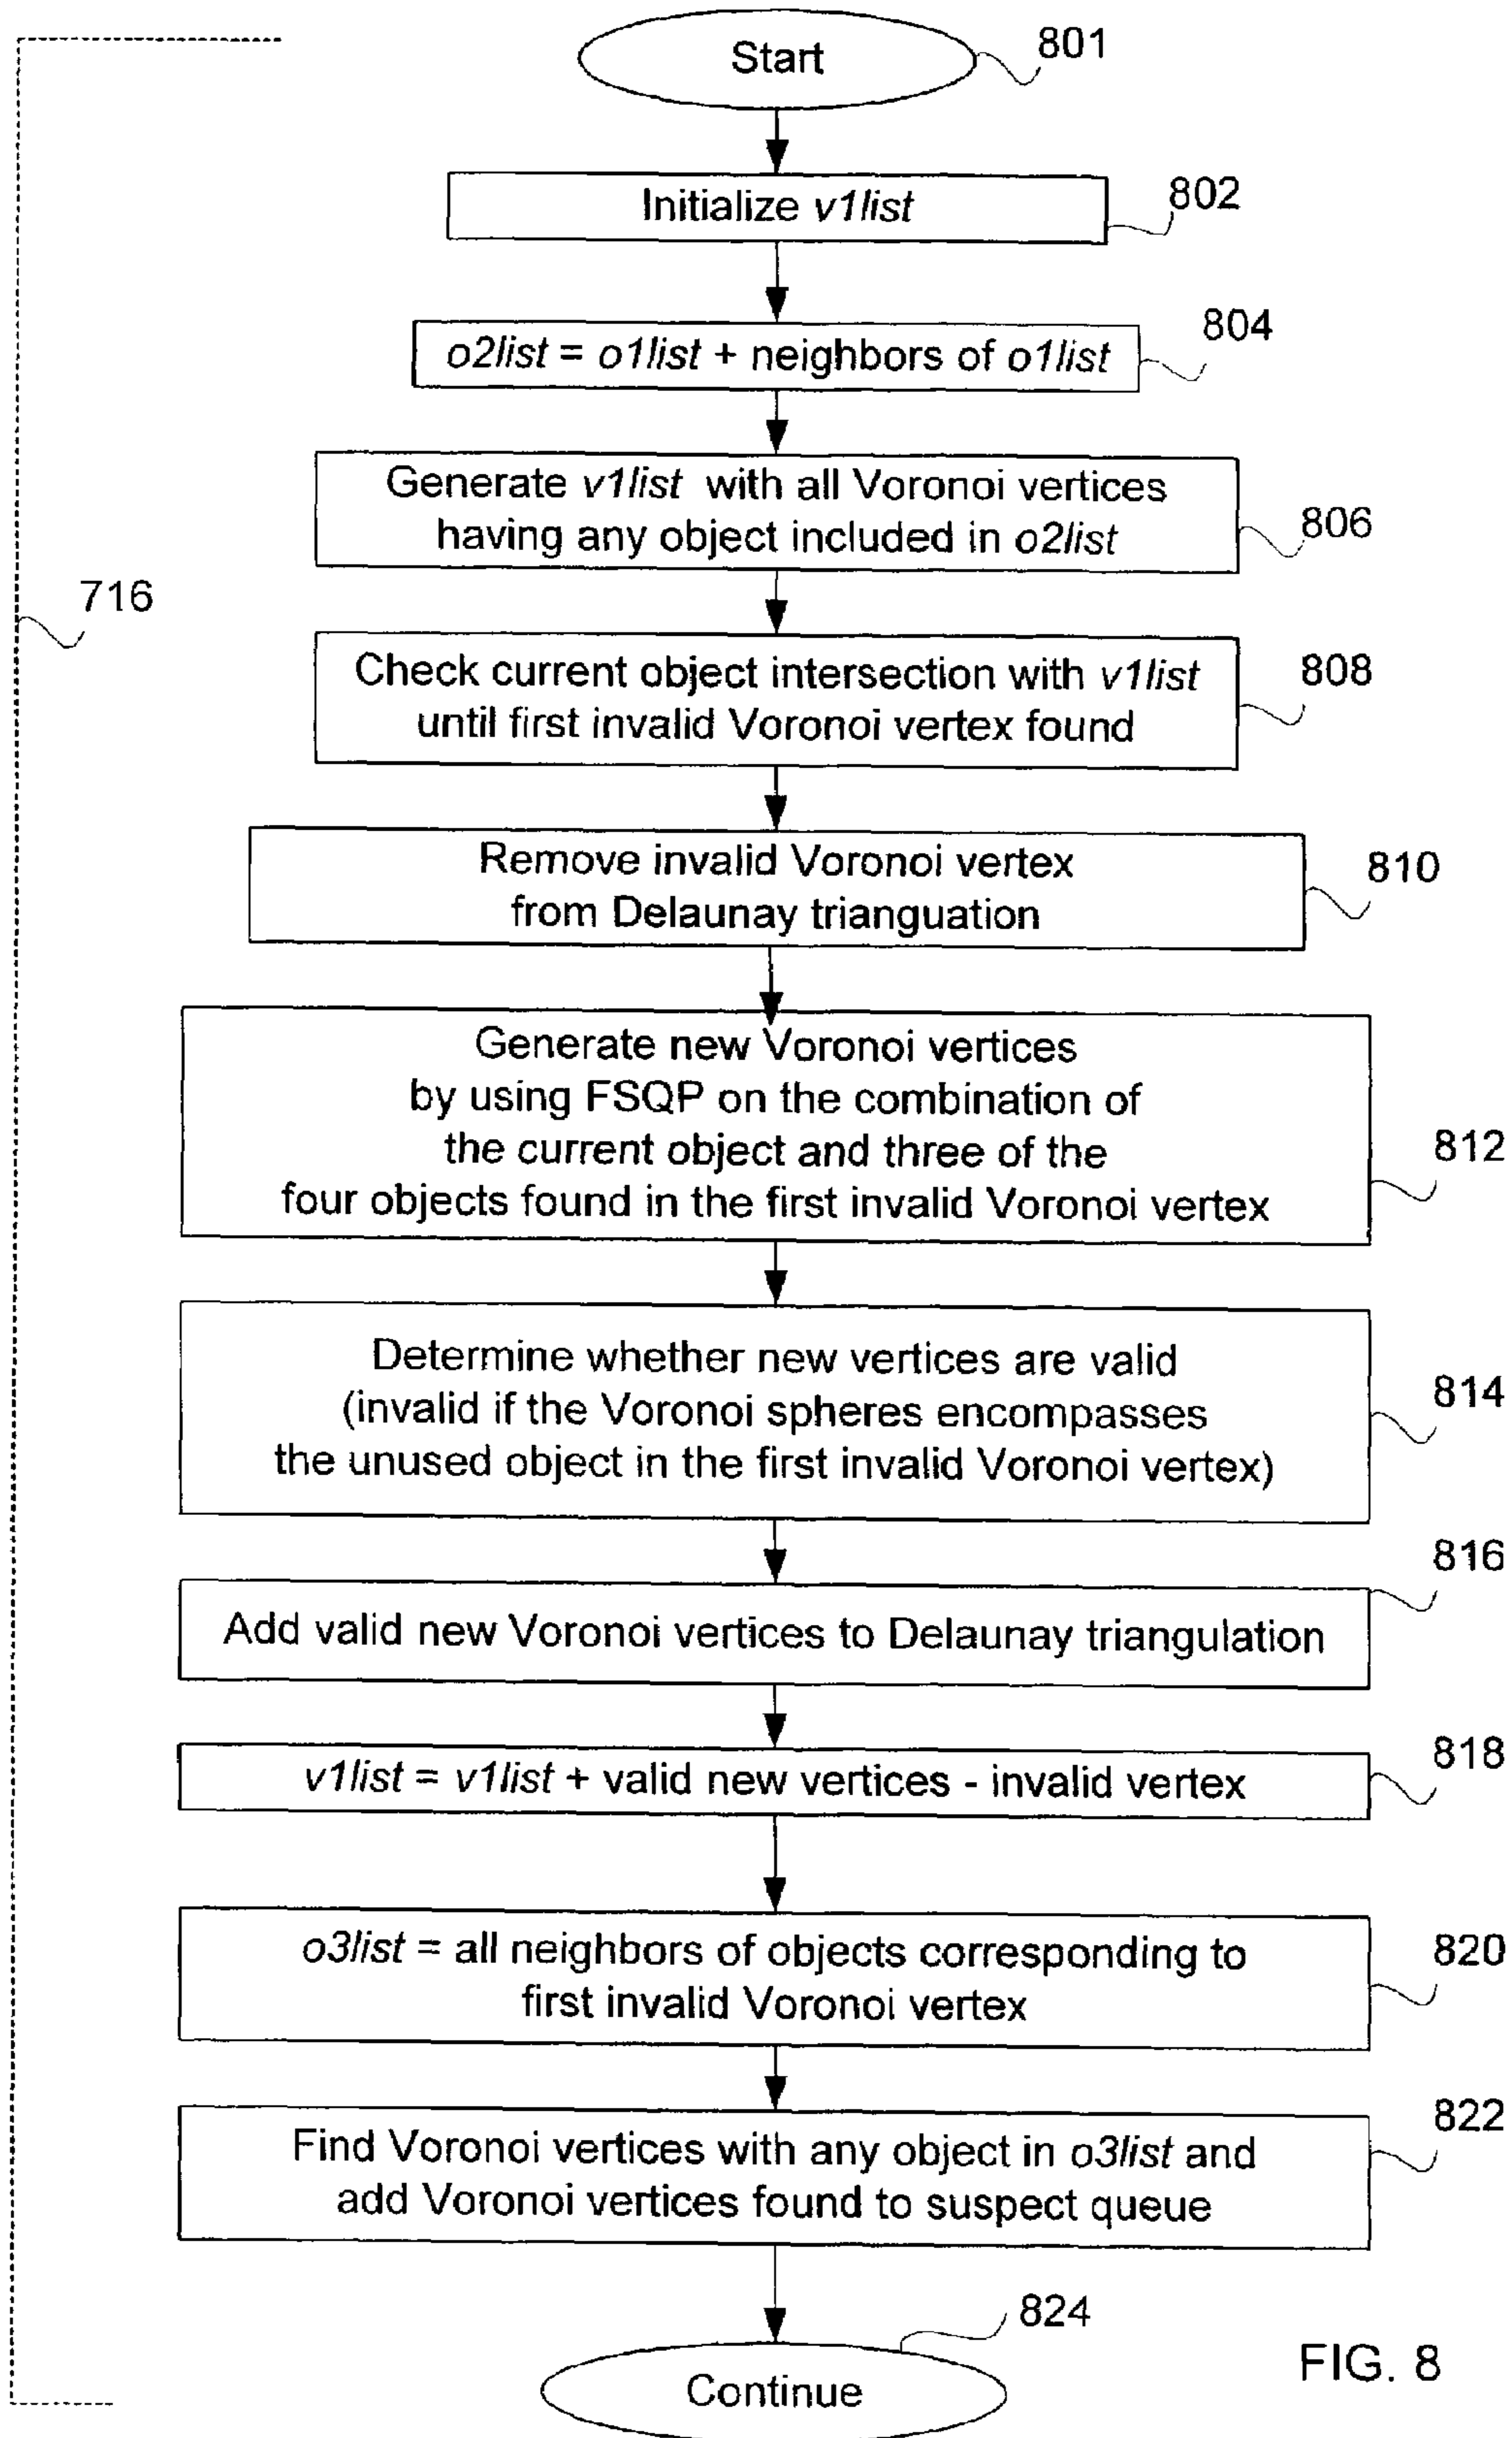 Start
801
Initialize v1list
802
o2list = o1list + neighbors of o1list
804
Generate v1list with all Voronoi vertices
having any object included in o2list
806
716
Check current object intersection with v1list
until first invalid Voronoi vertex found
808
Remove invalid Voronoi vertex
from Delaunay trianguation
810
Generate new Voronoi vertices
by using FSQP on the combination of
the current object and three of the
four objects found in the first invalid Voronoi vertex
812
Determine whether new vertices are valid
(invalid if the Voronoi spheres encompasses
the unused object in the first invalid Voronoi vertex)
814
816
Add valid new Voronoi vertices to Delaunay triangulation
818
v1list = v1list + valid new vertices - invalid vertex
o3list = all neighbors of objects corresponding to
first invalid Voronoi vertex
820
822
Find Voronoi vertices with any object in o3list and
add Voronoi vertices found to suspect queue
824
Continue
FIG. 8